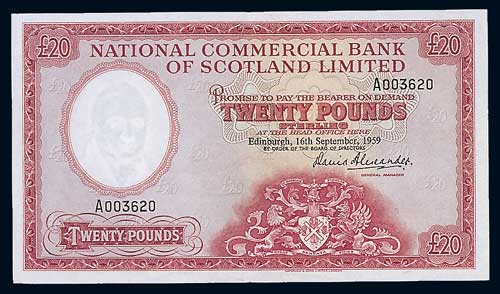 £20
£20
NATIONAL COMMERCIAL BANK
OF SCOTLAND LIMITED
A003620
PROMISE TO PAY THE BEARER ON DEMAND
TWENTY POUNDS
STERLING
AT THE HEAD OFFICE HERE
Edinburgh, 16th September, 1959
BY ORDER OF THE BOARD OF DIRECTORS
David Alexander
GENERAL MANAGER
A003620
TWENTY POUNDS
£20